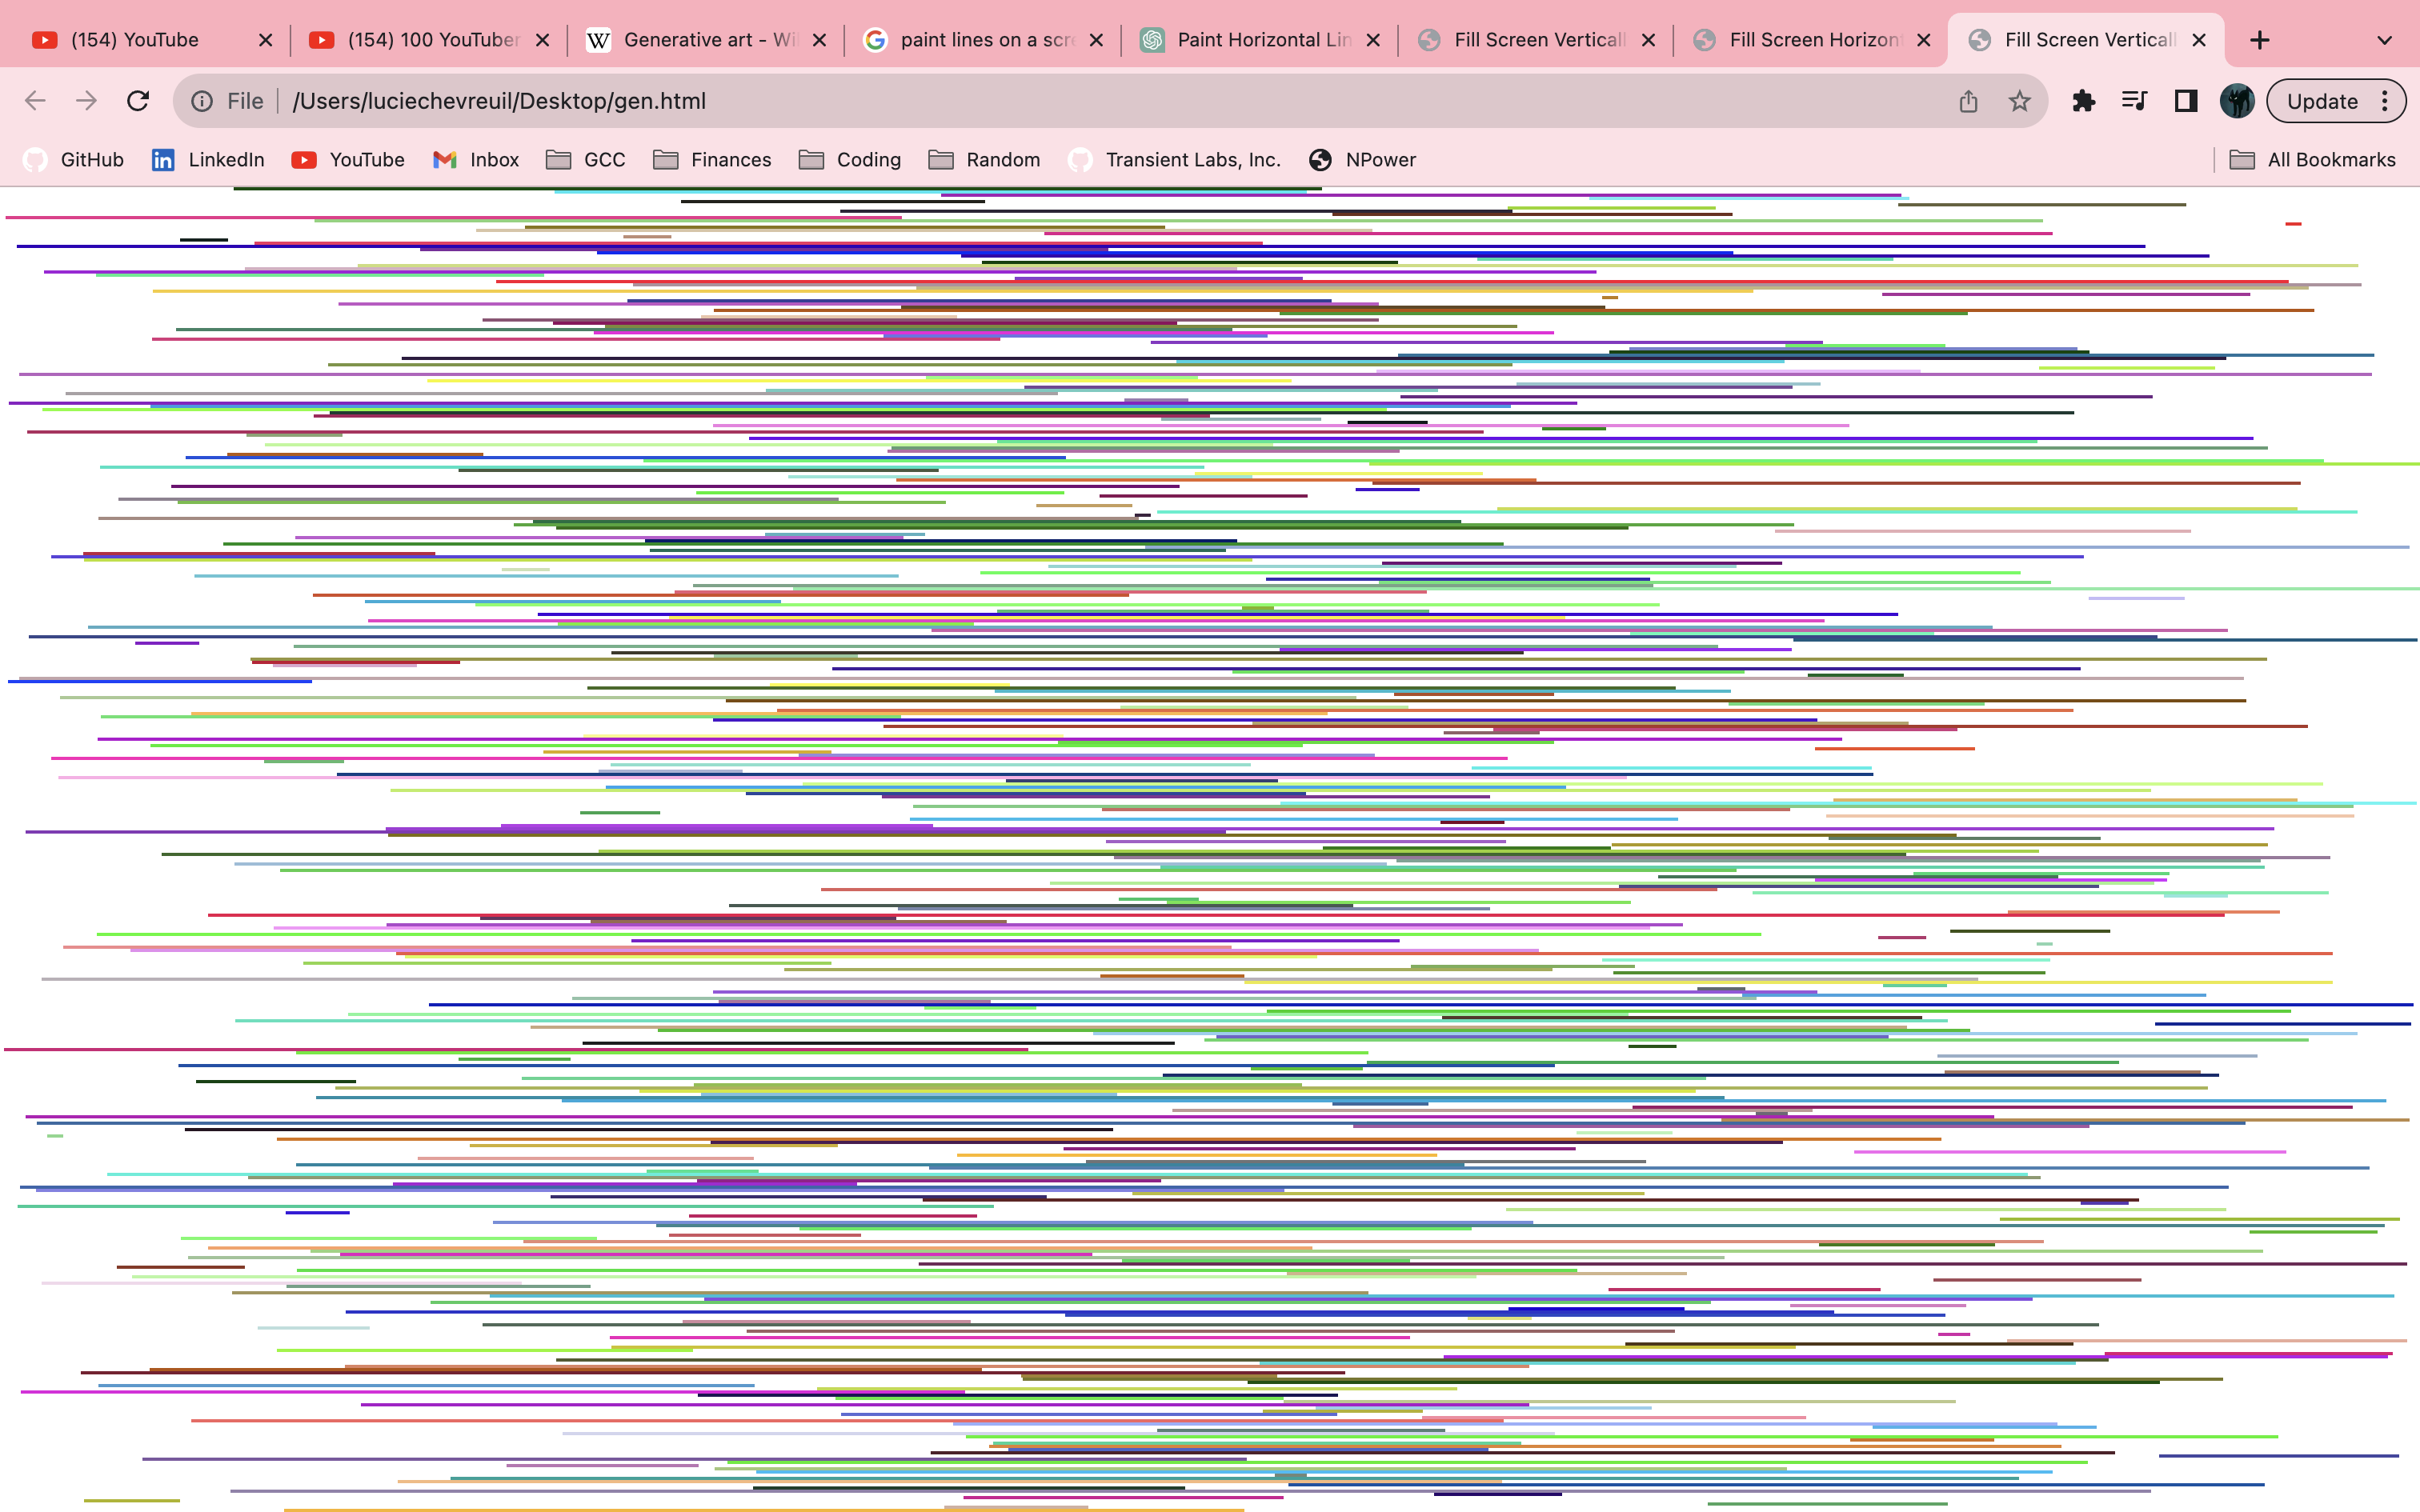 (154) YouTube (154) 100 YouTuber Generative art - Wi paint lines on a scre Paint Horizontal Lin Fill Screen Verticall Fill Screen Horizon Fill Screen Verticall
File /Users/luciechevreuil/Desktop/gen.html Update
GitHub LinkedIn YouTube Inbox GCC Finances Coding Random Transient Labs, Inc. NPower All Bookmarks